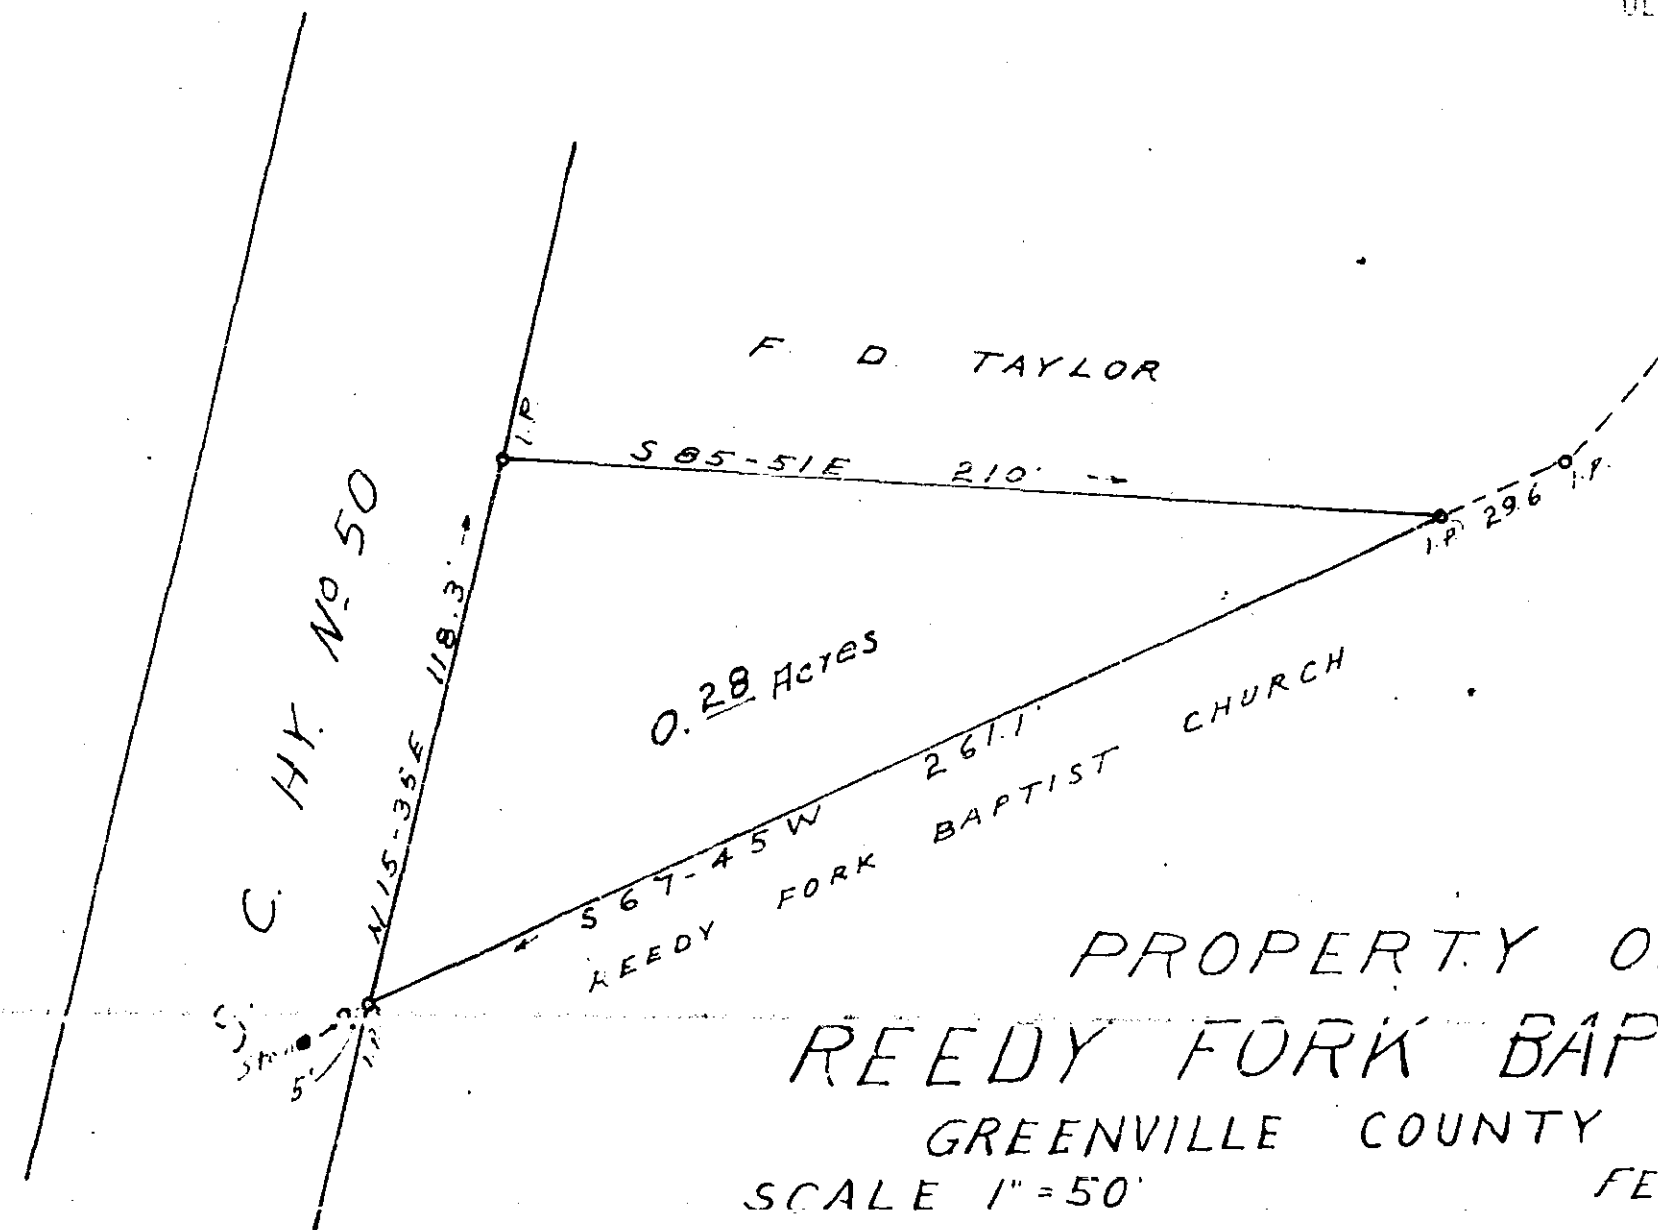 F. D. TAYLOR
I.P.
S 85-51 E 210' →
I.P.
29.6
I.P.
C. HY. Nº 50
118.3' →
N 15-35 E
0.28 Acres
261.1'
← S 67-45 W
REEDY FORK BAPTIST CHURCH
5'
I.P.
PROPERTY O
REEDY FORK BAP
GREENVILLE COUNTY
SCALE 1" = 50'
FE